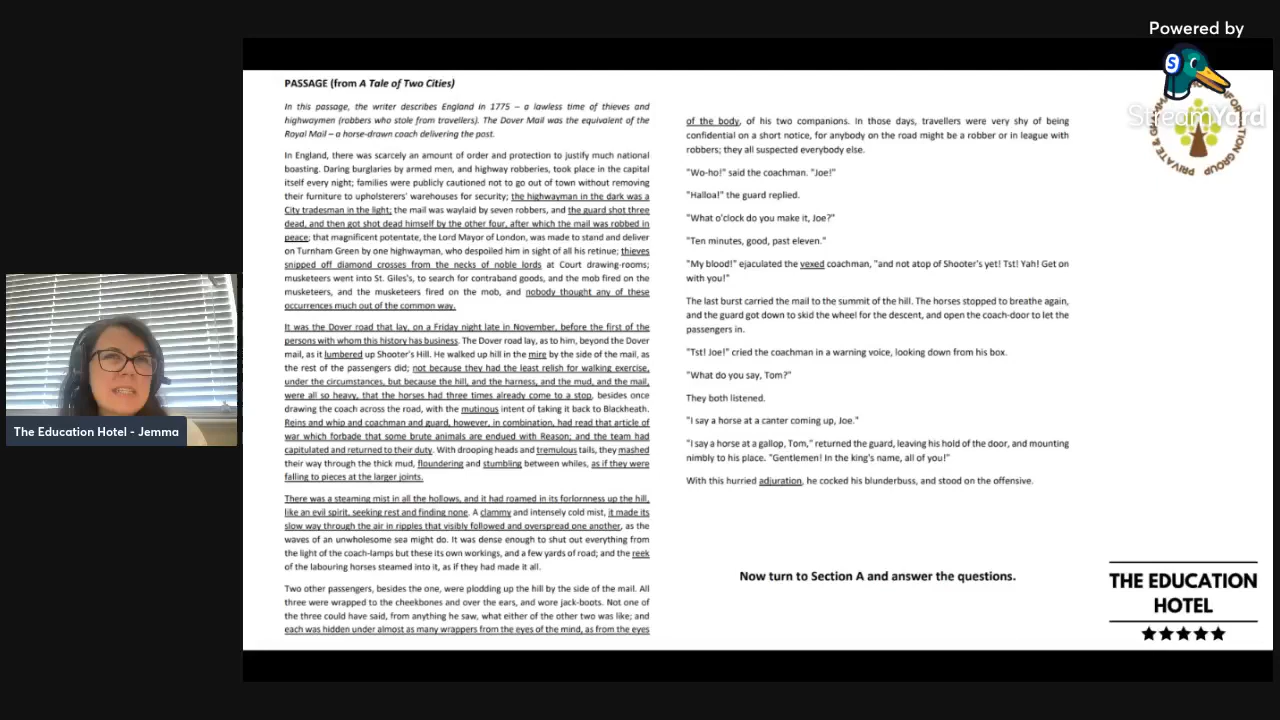 Powered by
StreamYard
PASSAGE (from A Tale of Two Cities)
In this passage, the writer describes England in 1775 – a lawless time of thieves and
highwaymen (robbers who stole from travellers). The Dover Mail was the equivalent of the
Royal Mail – a horse-drawn coach delivering the post.
In England, there was scarcely an amount of order and protection to justify much national
boasting. Daring burglaries by armed men, and highway robberies, took place in the capital
itself every night; families were publicly cautioned not to go out of town without removing
their furniture to upholsterers' warehouses for security; the highwayman in the dark was a
City tradesman in the light; the mail was waylaid by seven robbers, and the guard shot three
dead, and then got shot dead himself by the other four, after which the mail was robbed in
peace; that magnificent potentate, the Lord Mayor of London, was made to stand and deliver
on Turnham Green by one highwayman, who despoiled him in sight of all his retinue; thieves
snipped off diamond crosses from the necks of noble lords at Court drawing-rooms;
musketeers went into St. Giles's, to search for contraband goods, and the mob fired on the
musketeers, and the musketeers fired on the mob, and nobody thought any of these
occurrences much out of the common way.
It was the Dover road that lay, on a Friday night late in November, before the first of the
persons with whom this history has business. The Dover road lay, as to him, beyond the Dover
mail, as it lumbered up Shooter's Hill. He walked up hill in the mire by the side of the mail, as
the rest of the passengers did; not because they had the least relish for walking exercise,
under the circumstances, but because the hill, and the harness, and the mud, and the mail,
were all so heavy, that the horses had three times already come to a stop, besides once
drawing the coach across the road, with the mutinous intent of taking it back to Blackheath.
Reins and whip and coachman and guard, however, in combination, had read that article of
war which forbade that some brute animals are endued with Reason; and the team had
capitulated and returned to their duty. With drooping heads and tremulous tails, they mashed
their way through the thick mud, floundering and stumbling between whiles, as if they were
falling to pieces at the larger joints.
There was a steaming mist in all the hollows, and it had roamed in its forlornness up the hill,
like an evil spirit, seeking rest and finding none. A clammy and intensely cold mist, it made its
slow way through the air in ripples that visibly followed and overspread one another, as the
waves of an unwholesome sea might do. It was dense enough to shut out everything from
the light of the coach-lamps but these its own workings, and a few yards of road; and the reek
of the labouring horses steamed into it, as if they had made it all.
Two other passengers, besides the one, were plodding up the hill by the side of the mail. All
three were wrapped to the cheekbones and over the ears, and wore jack-boots. Not one of
the three could have said, from anything he saw, what either of the other two was like; and
each was hidden under almost as many wrappers from the eyes of the mind, as from the eyes
of the body, of his two companions. In those days, travellers were very shy of being
confidential on a short notice, for anybody on the road might be a robber or in league with
robbers; they all suspected everybody else.
"Wo-ho!" said the coachman. "Joe!"
"Halloa!" the guard replied.
"What o'clock do you make it, Joe?"
"Ten minutes, good, past eleven."
"My blood!" ejaculated the vexed coachman, "and not atop of Shooter's yet! Tst! Yah! Get on
with you!"
The last burst carried the mail to the summit of the hill. The horses stopped to breathe again,
and the guard got down to skid the wheel for the descent, and open the coach-door to let the
passengers in.
"Tst! Joe!" cried the coachman in a warning voice, looking down from his box.
"What do you say, Tom?"
They both listened.
"I say a horse at a canter coming up, Joe."
"I say a horse at a gallop, Tom," returned the guard, leaving his hold of the door, and mounting
nimbly to his place. "Gentlemen! In the king's name, all of you!"
With this hurried adjuration, he cocked his blunderbuss, and stood on the offensive.
Now turn to Section A and answer the questions.
THE EDUCATION
HOTEL
The Education Hotel - Jemma